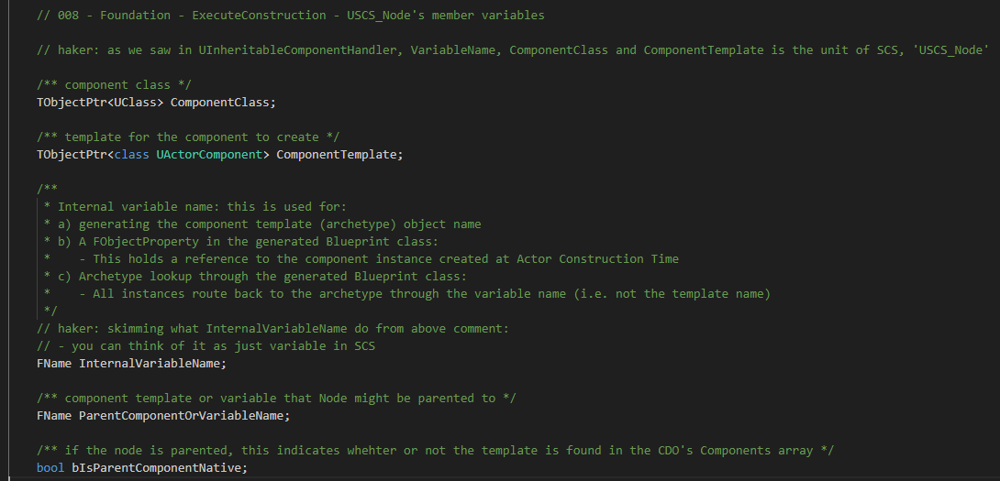 // 008 - Foundation - ExecuteConstruction - USCS_Node's member variables
// haker: as we saw in UInheritableComponentHandler, VariableName, ComponentClass and ComponentTemplate is the unit of SCS, 'USCS_Node'
/** component class */
TObjectPtr<UClass> ComponentClass;
/** template for the component to create */
TObjectPtr<class UActorComponent> ComponentTemplate;
/**
* Internal variable name: this is used for:
* a) generating the component template (archetype) object name
* b) A FObjectProperty in the generated Blueprint class:
*    - This holds a reference to the component instance created at Actor Construction Time
* c) Archetype lookup through the generated Blueprint class:
*    - All instances route back to the archetype through the variable name (i.e. not the template name)
*/
// haker: skimming what InternalVariableName do from above comment:
// - you can think of it as just variable in SCS
FName InternalVariableName;
/** component template or variable that Node might be parented to */
FName ParentComponentOrVariableName;
/** if the node is parented, this indicates whehter or not the template is found in the CDO's Components array */
bool bIsParentComponentNative;